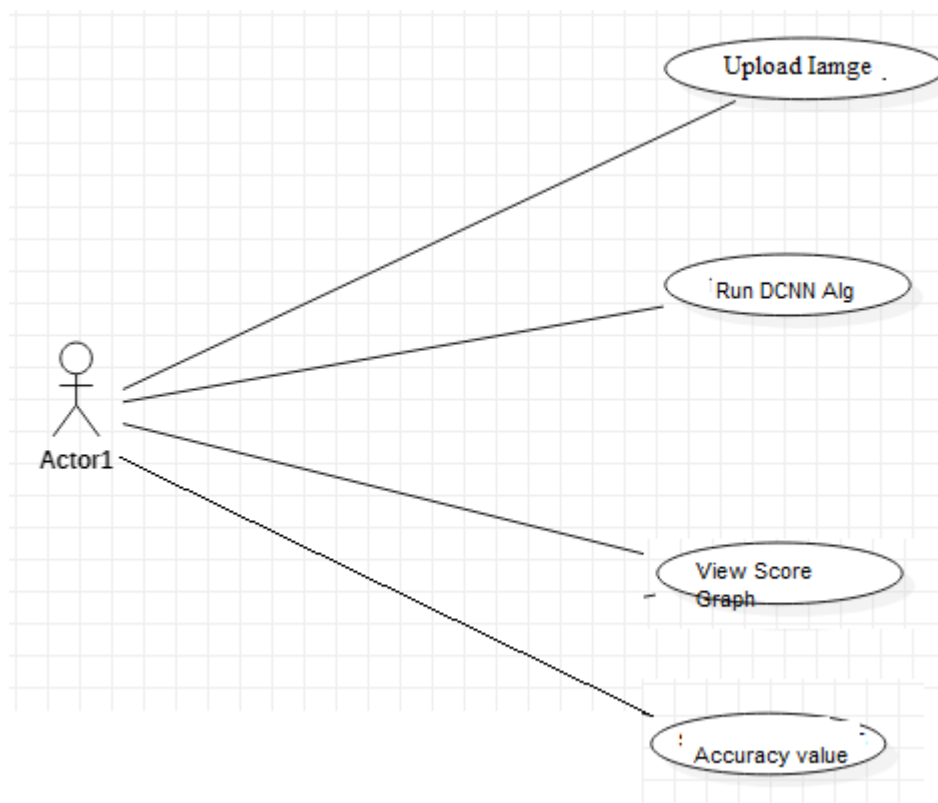 Upload Iamge
Run DCNN Alg
Actor1
View Score
Graph
Accuracy value